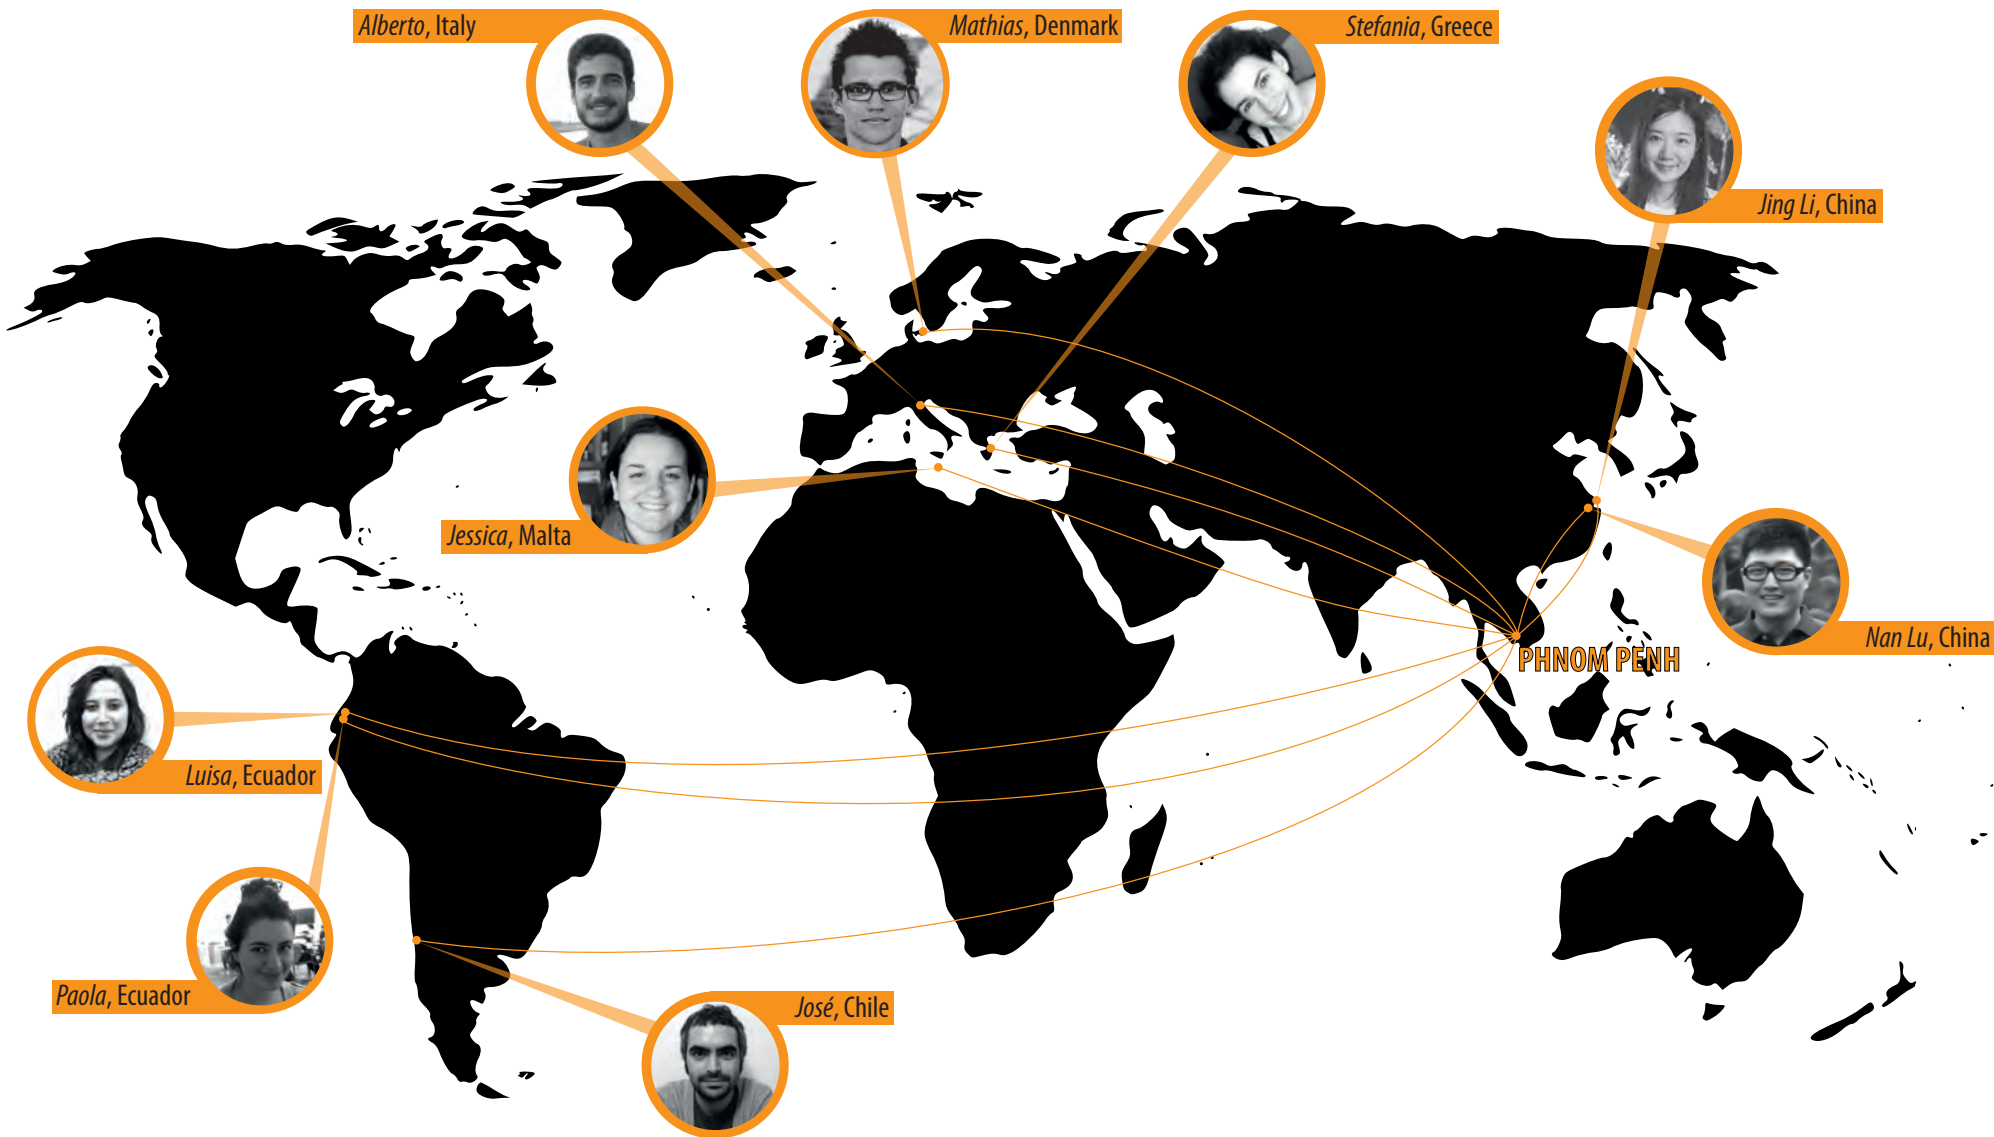 Alberto, Italy
Mathias, Denmark
Stefania, Greece
Jing Li, China
Jessica, Malta
Nan Lu, China
PHNOM PENH
Luisa, Ecuador
Paola, Ecuador
José, Chile